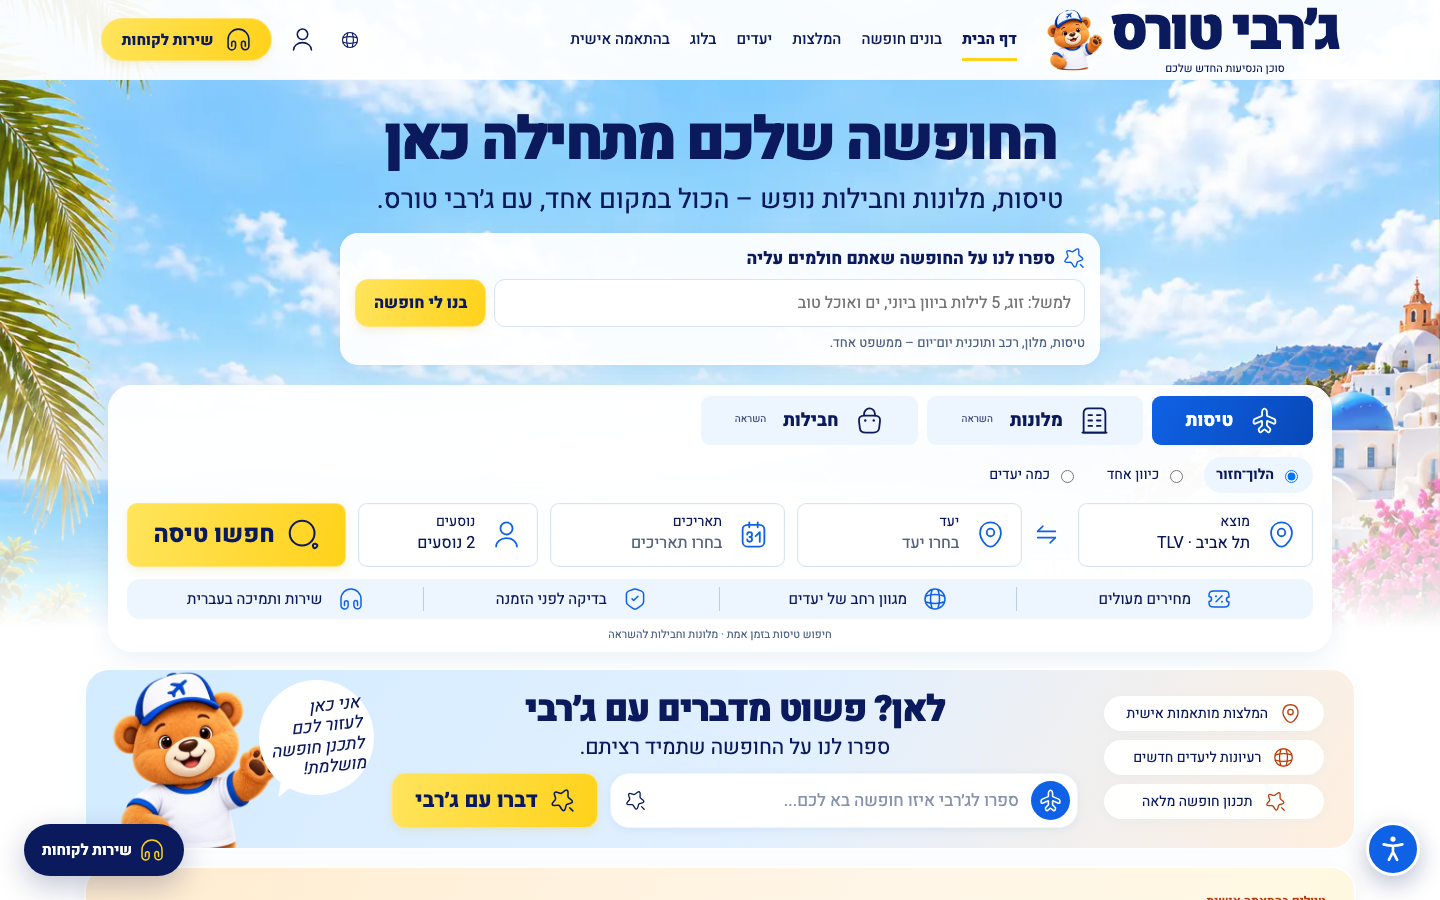 ג'רבי טורס
סוכן הנסיעות החדש שלכם
דף הבית
בונים חופשה
המלצות
יעדים
בלוג
בהתאמה אישית
שירות לקוחות
החופשה שלכם מתחילה כאן
טיסות, מלונות וחבילות נופש – הכול במקום אחד, עם ג'רבי טורס.
ספרו לנו על החופשה שאתם חולמים עליה
למשל: זוג, 5 לילות ביוון ביוני, ים ואוכל טוב
בנו לי חופשה
טיסות, מלון, רכב ותוכנית יום־יום – ממשפט אחד.
טיסות
מלונות השראה
חבילות השראה
הלוך־חזור
כיוון אחד
כמה יעדים
מוצא
תל אביב · TLV
יעד
בחרו יעד
תאריכים
בחרו תאריכים
נוסעים
2 נוסעים
חפשו טיסה
מחירים מעולים
מגוון רחב של יעדים
בדיקה לפני הזמנה
שירות ותמיכה בעברית
חיפוש טיסות בזמן אמת · מלונות וחבילות להשראה
המלצות מותאמות אישית
רעיונות ליעדים חדשים
תכנון חופשה מלאה
לאן? פשוט מדברים עם ג'רבי
ספרו לנו על החופשה שתמיד רציתם.
ספרו לג'רבי איזו חופשה בא לכם...
דברו עם ג'רבי
אני כאן
לעזור לכם
לתכנן חופשה
מושלמת!
שירות לקוחות